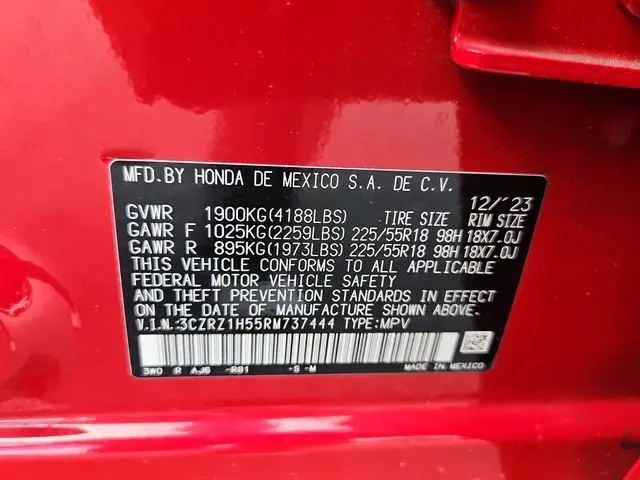 MFD.BY HONDA DE MEXICO S.A. DE C.V.
12/'23
GVWR 1900KG(4188LBS) TIRE SIZE RIM SIZE
GAWR F 1025KG(2259LBS) 225/55R18 98H 18X7.0J
GAWR R 895KG(1973LBS) 225/55R18 98H 18X7.0J
THIS VEHICLE CONFORMS TO ALL APPLICABLE
FEDERAL MOTOR VEHICLE SAFETY
AND THEFT PREVENTION STANDARDS IN EFFECT
ON THE DATE OF MANUFACTURE SHOWN ABOVE.
V.I.N.:3CZRZ1H55RM737444 TYPE:MPV
3W0 R AJ6 -R81 -S -M MADE IN MEXICO